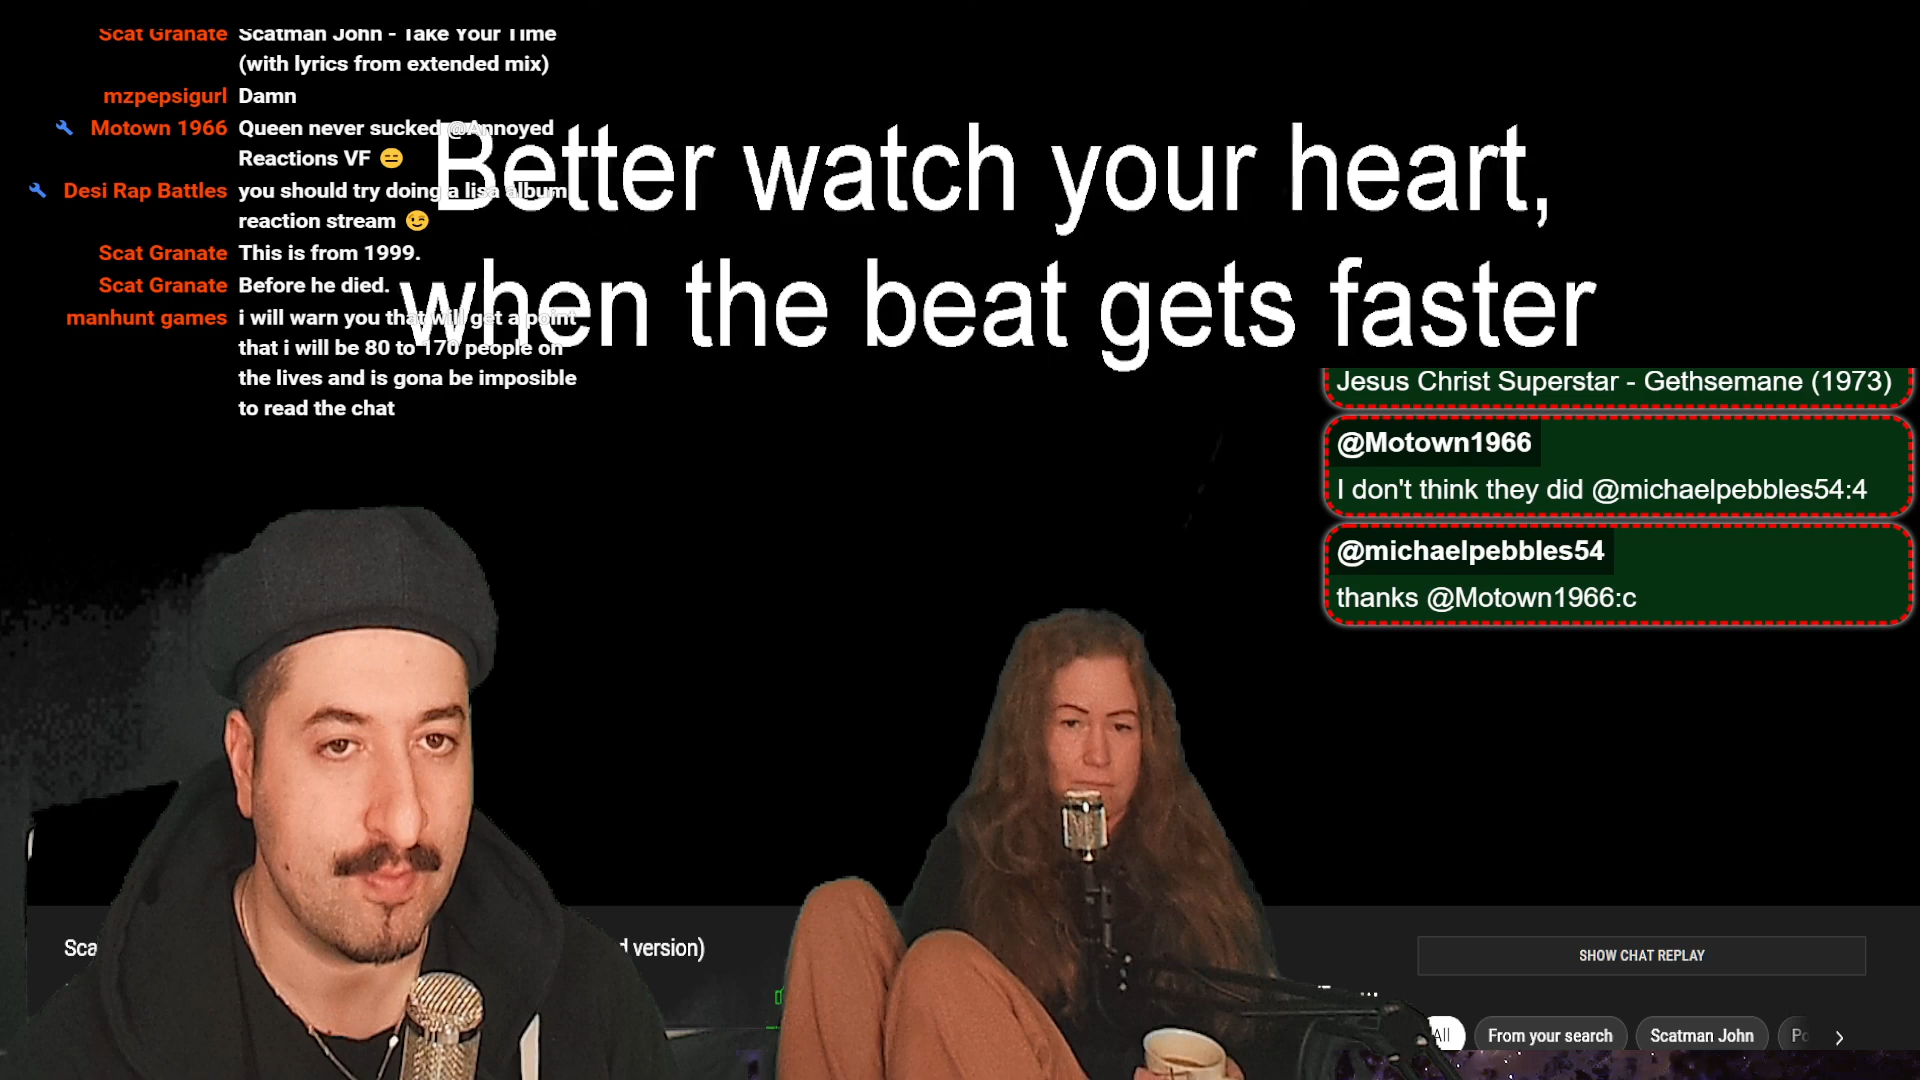 Scat Granate Scatman John - Take Your Time
(with lyrics from extended mix)
mzpepsigurl Damn
Motown 1966 Queen never sucked @Annoyed
Reactions VF 😑
Desi Rap Battles you should try doing a lisa album
reaction stream 😉
Scat Granate This is from 1999.
Scat Granate Before he died.
manhunt games i will warn you that will get a point
that i will be 80 to 170 people on
the lives and is gona be imposible
to read the chat
Better watch your heart,
when the beat gets faster
Jesus Christ Superstar - Gethsemane (1973)
@Motown1966
I don't think they did @michaelpebbles54:4
@michaelpebbles54
thanks @Motown1966:c
Sca
d version)
SHOW CHAT REPLAY
All
From your search
Scatman John
Po